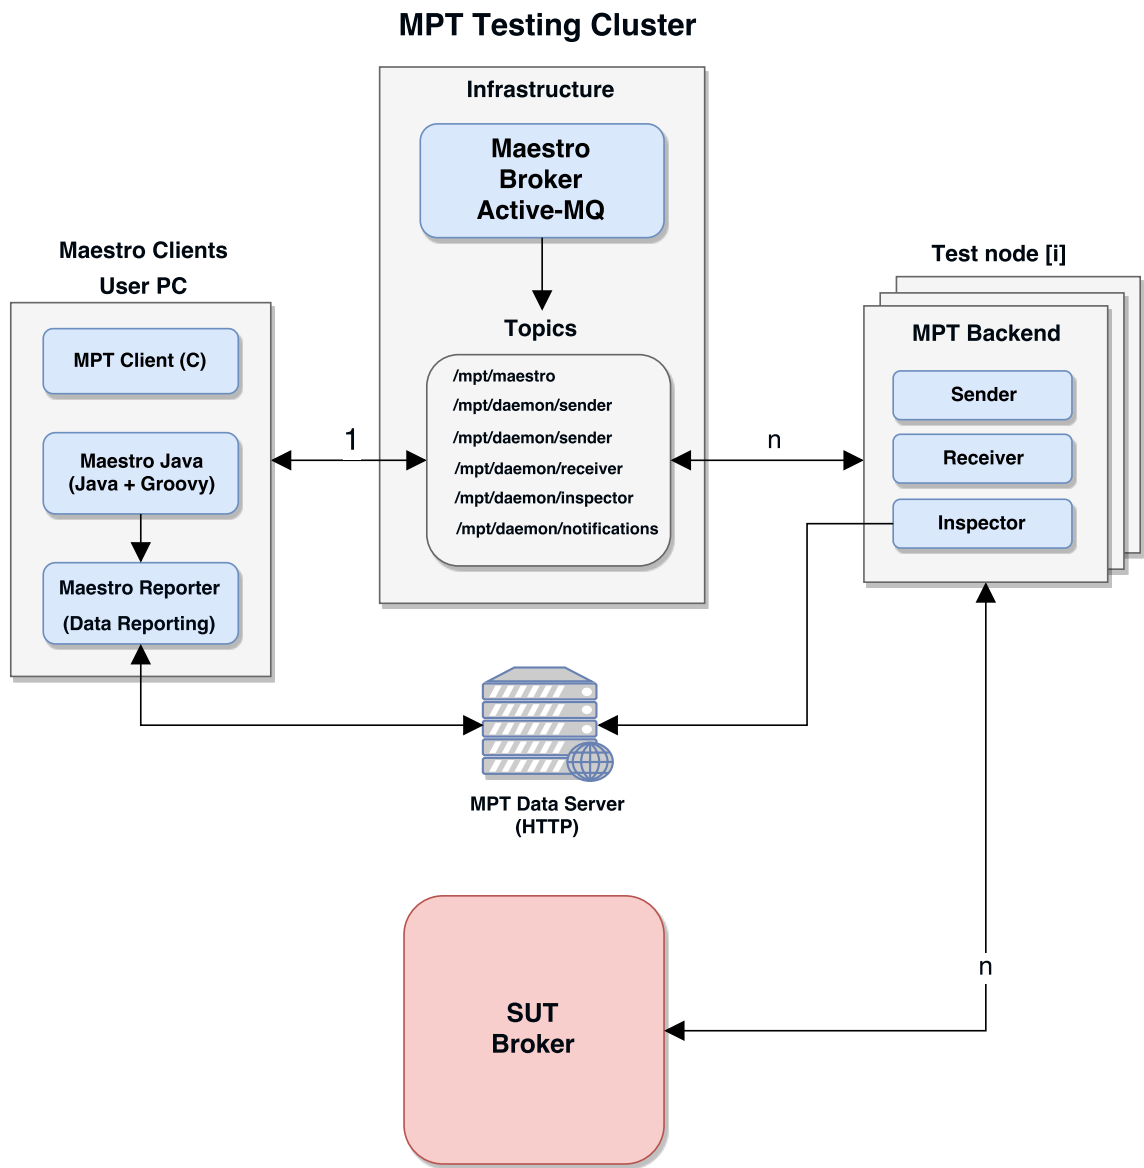 MPT Testing Cluster
Infrastructure
Maestro
Broker
Active-MQ
Maestro Clients
User PC
MPT Client (C)
Maestro Java
(Java + Groovy)
Maestro Reporter
(Data Reporting)
1
Topics
/mpt/maestro
/mpt/daemon/sender
/mpt/daemon/sender
/mpt/daemon/receiver
/mpt/daemon/inspector
/mpt/daemon/notifications
n
Test node [i]
MPT Backend
Sender
Receiver
Inspector
MPT Data Server
(HTTP)
n
SUT
Broker